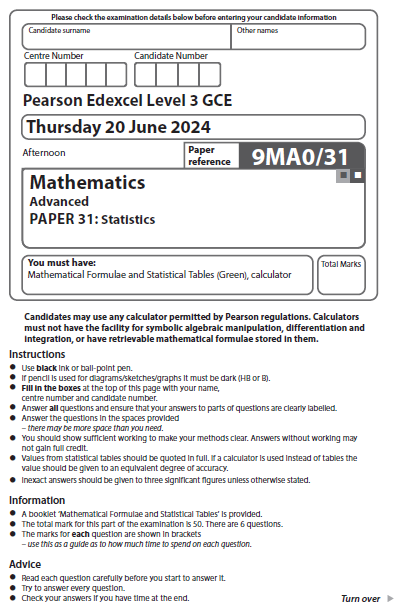 Please check the examination details below before entering your candidate information
Candidate surname
Other names
Centre Number
Candidate Number
Pearson Edexcel Level 3 GCE
Thursday 20 June 2024
Afternoon
Paper
reference
9MA0/31
Mathematics
Advanced
PAPER 31: Statistics
You must have:
Mathematical Formulae and Statistical Tables (Green), calculator
Total Marks
Candidates may use any calculator permitted by Pearson regulations. Calculators
must not have the facility for symbolic algebraic manipulation, differentiation and
integration, or have retrievable mathematical formulae stored in them.
Instructions
● Use black ink or ball-point pen.
● If pencil is used for diagrams/sketches/graphs it must be dark (HB or B).
● Fill in the boxes at the top of this page with your name,
centre number and candidate number.
● Answer all questions and ensure that your answers to parts of questions are clearly labelled.
● Answer the questions in the spaces provided
– there may be more space than you need.
● You should show sufficient working to make your methods clear. Answers without working may
not gain full credit.
● Values from statistical tables should be quoted in full. If a calculator is used instead of tables the
value should be given to an equivalent degree of accuracy.
● Inexact answers should be given to three significant figures unless otherwise stated.
Information
● A booklet ‘Mathematical Formulae and Statistical Tables’ is provided.
● The total mark for this part of the examination is 50. There are 6 questions.
● The marks for each question are shown in brackets
– use this as a guide as to how much time to spend on each question.
Advice
● Read each question carefully before you start to answer it.
● Try to answer every question.
● Check your answers if you have time at the end.
Turn over ▶